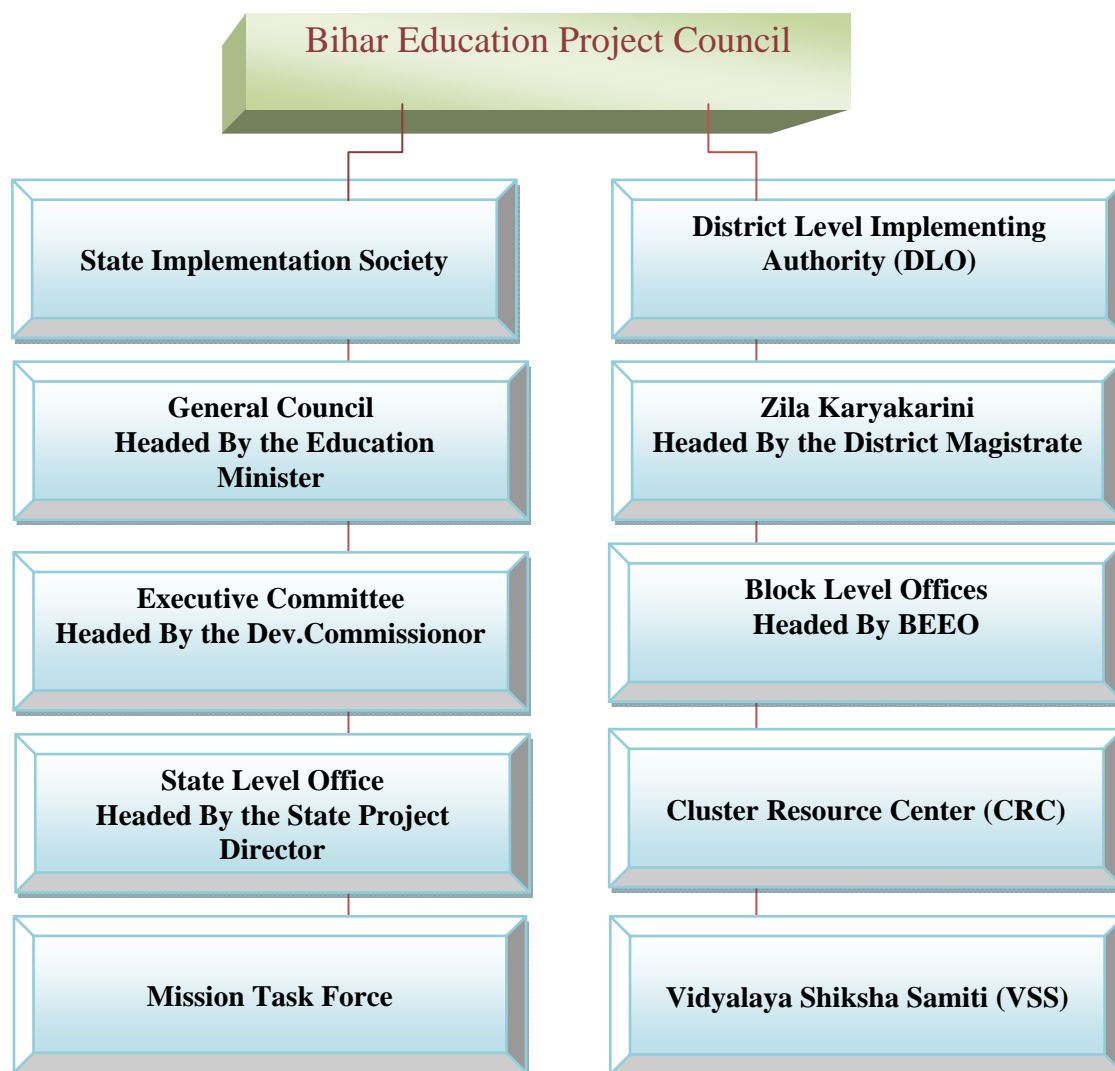 Bihar Education Project Council
State Implementation Society
General Council
Headed By the Education
Minister
Executive Committee
Headed By the Dev.Commissionor
State Level Office
Headed By the State Project
Director
Mission Task Force
District Level Implementing
Authority (DLO)
Zila Karyakarini
Headed By the District Magistrate
Block Level Offices
Headed By BEEO
Cluster Resource Center (CRC)
Vidyalaya Shiksha Samiti (VSS)